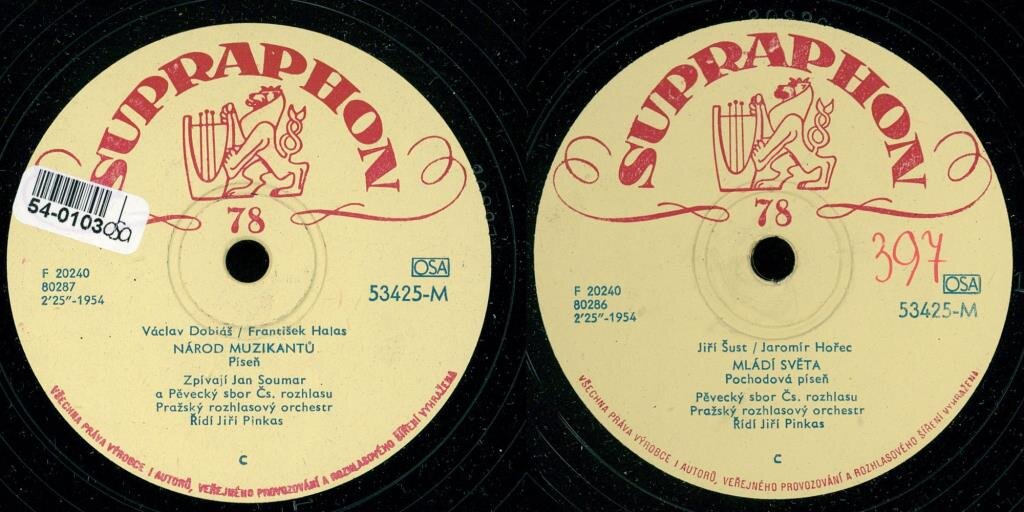 SUPRAPHON
78
54-0103
OSA
F 20240
80287
2'25"-1954
53425-M
Václav Dobiáš / František Halas
NÁROD MUZIKANTŮ
Píseň
Zpívají Jan Soumar
a Pěvecký sbor Čs. rozhlasu
Pražský rozhlasový orchestr
Řídí Jiří Pinkas
C
VŠECHNA PRÁVA VÝROBCE I AUTORŮ, VEŘEJNÉHO PROVOZOVÁNÍ A ROZHLASOVÉHO ŠÍŘENÍ VYHRAŽENA
SUPRAPHON
78
397
OSA
F 20240
80286
2'25"-1954
53425-M
Jiří Šust / Jaromír Hořec
MLÁDÍ SVĚTA
Pochodová píseň
Pěvecký sbor Čs. rozhlasu
Pražský rozhlasový orchestr
Řídí Jiří Pinkas
C
VŠECHNA PRÁVA VÝROBCE I AUTORŮ, VEŘEJNÉHO PROVOZOVÁNÍ A ROZHLASOVÉHO ŠÍŘENÍ VYHRAŽENA